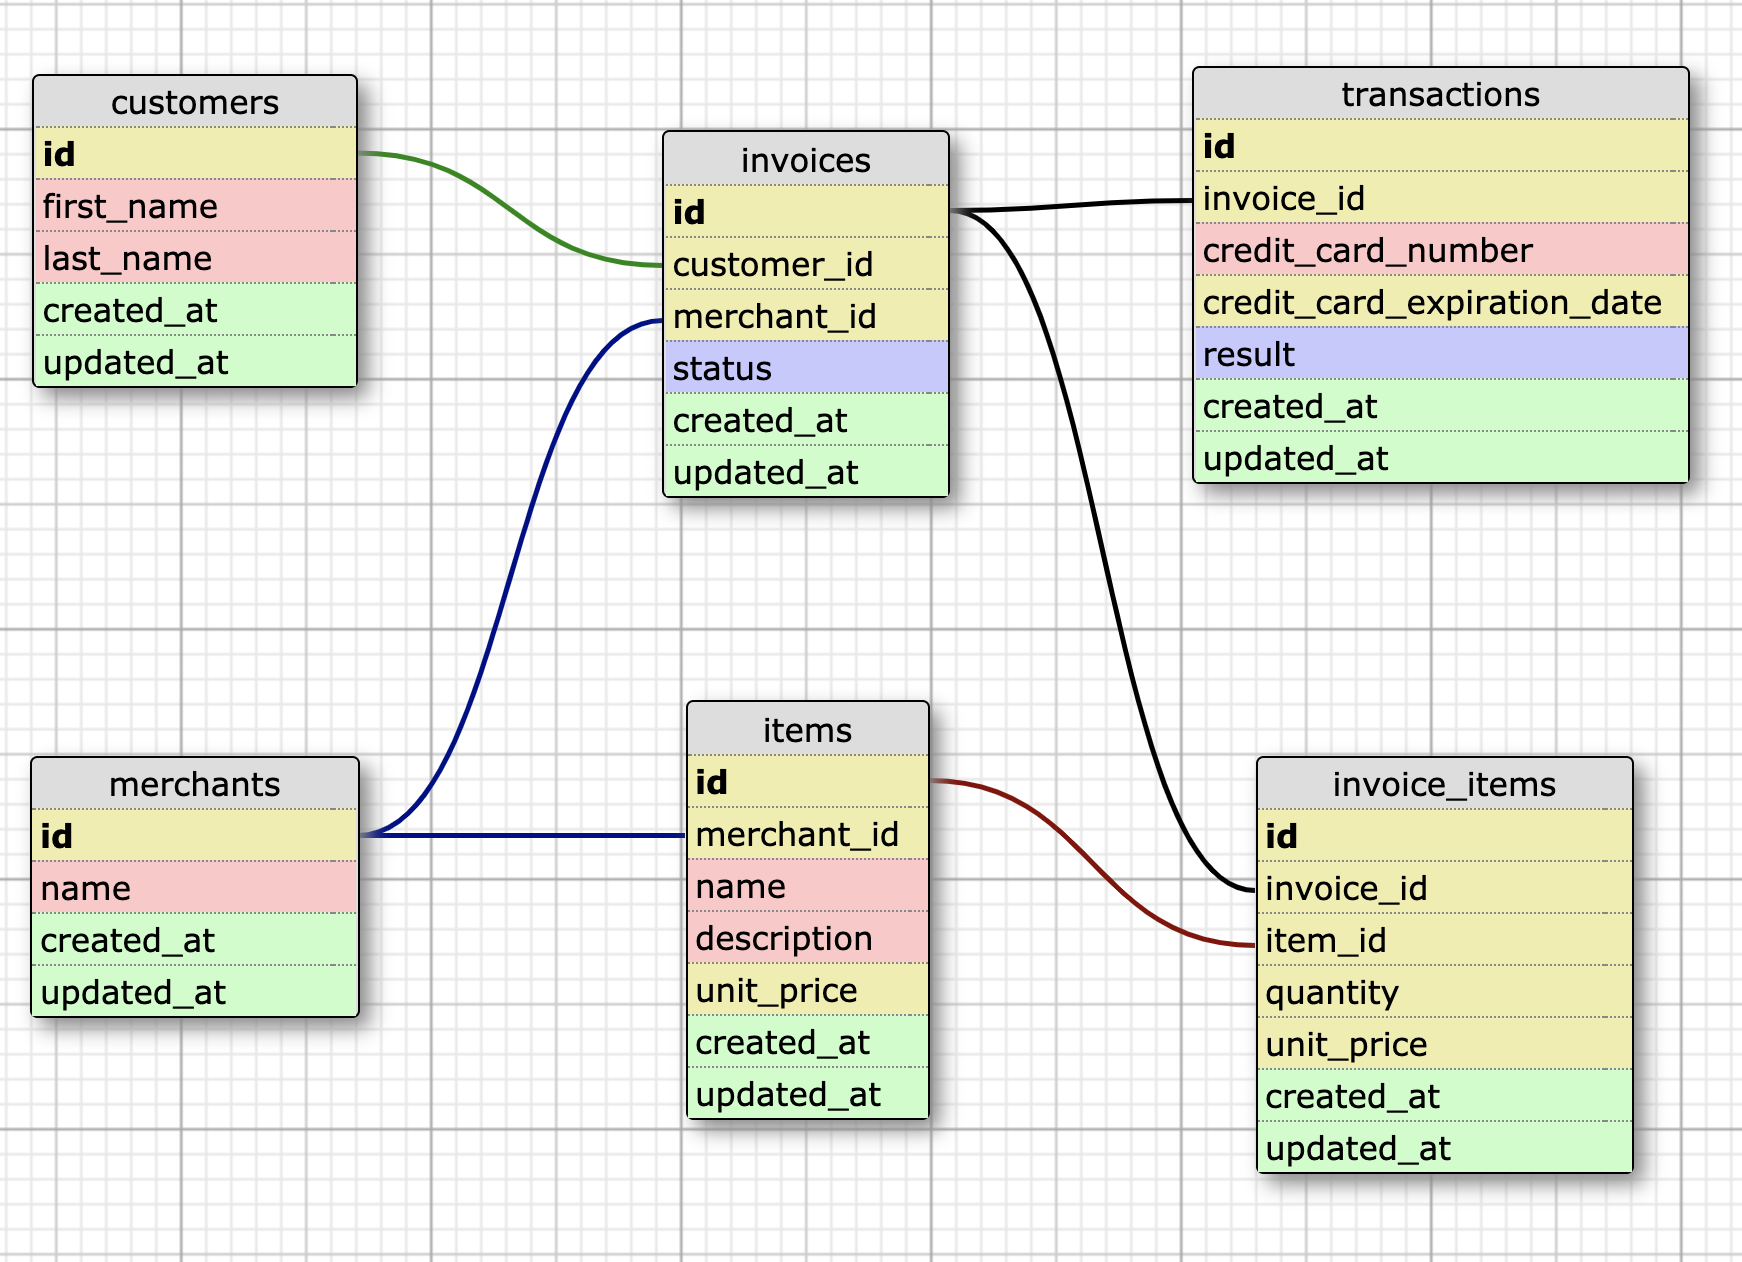 customers
id
first_name
last_name
created_at
updated_at
invoices
id
customer_id
merchant_id
status
created_at
updated_at
transactions
id
invoice_id
credit_card_number
credit_card_expiration_date
result
created_at
updated_at
merchants
id
name
created_at
updated_at
items
id
merchant_id
name
description
unit_price
created_at
updated_at
invoice_items
id
invoice_id
item_id
quantity
unit_price
created_at
updated_at